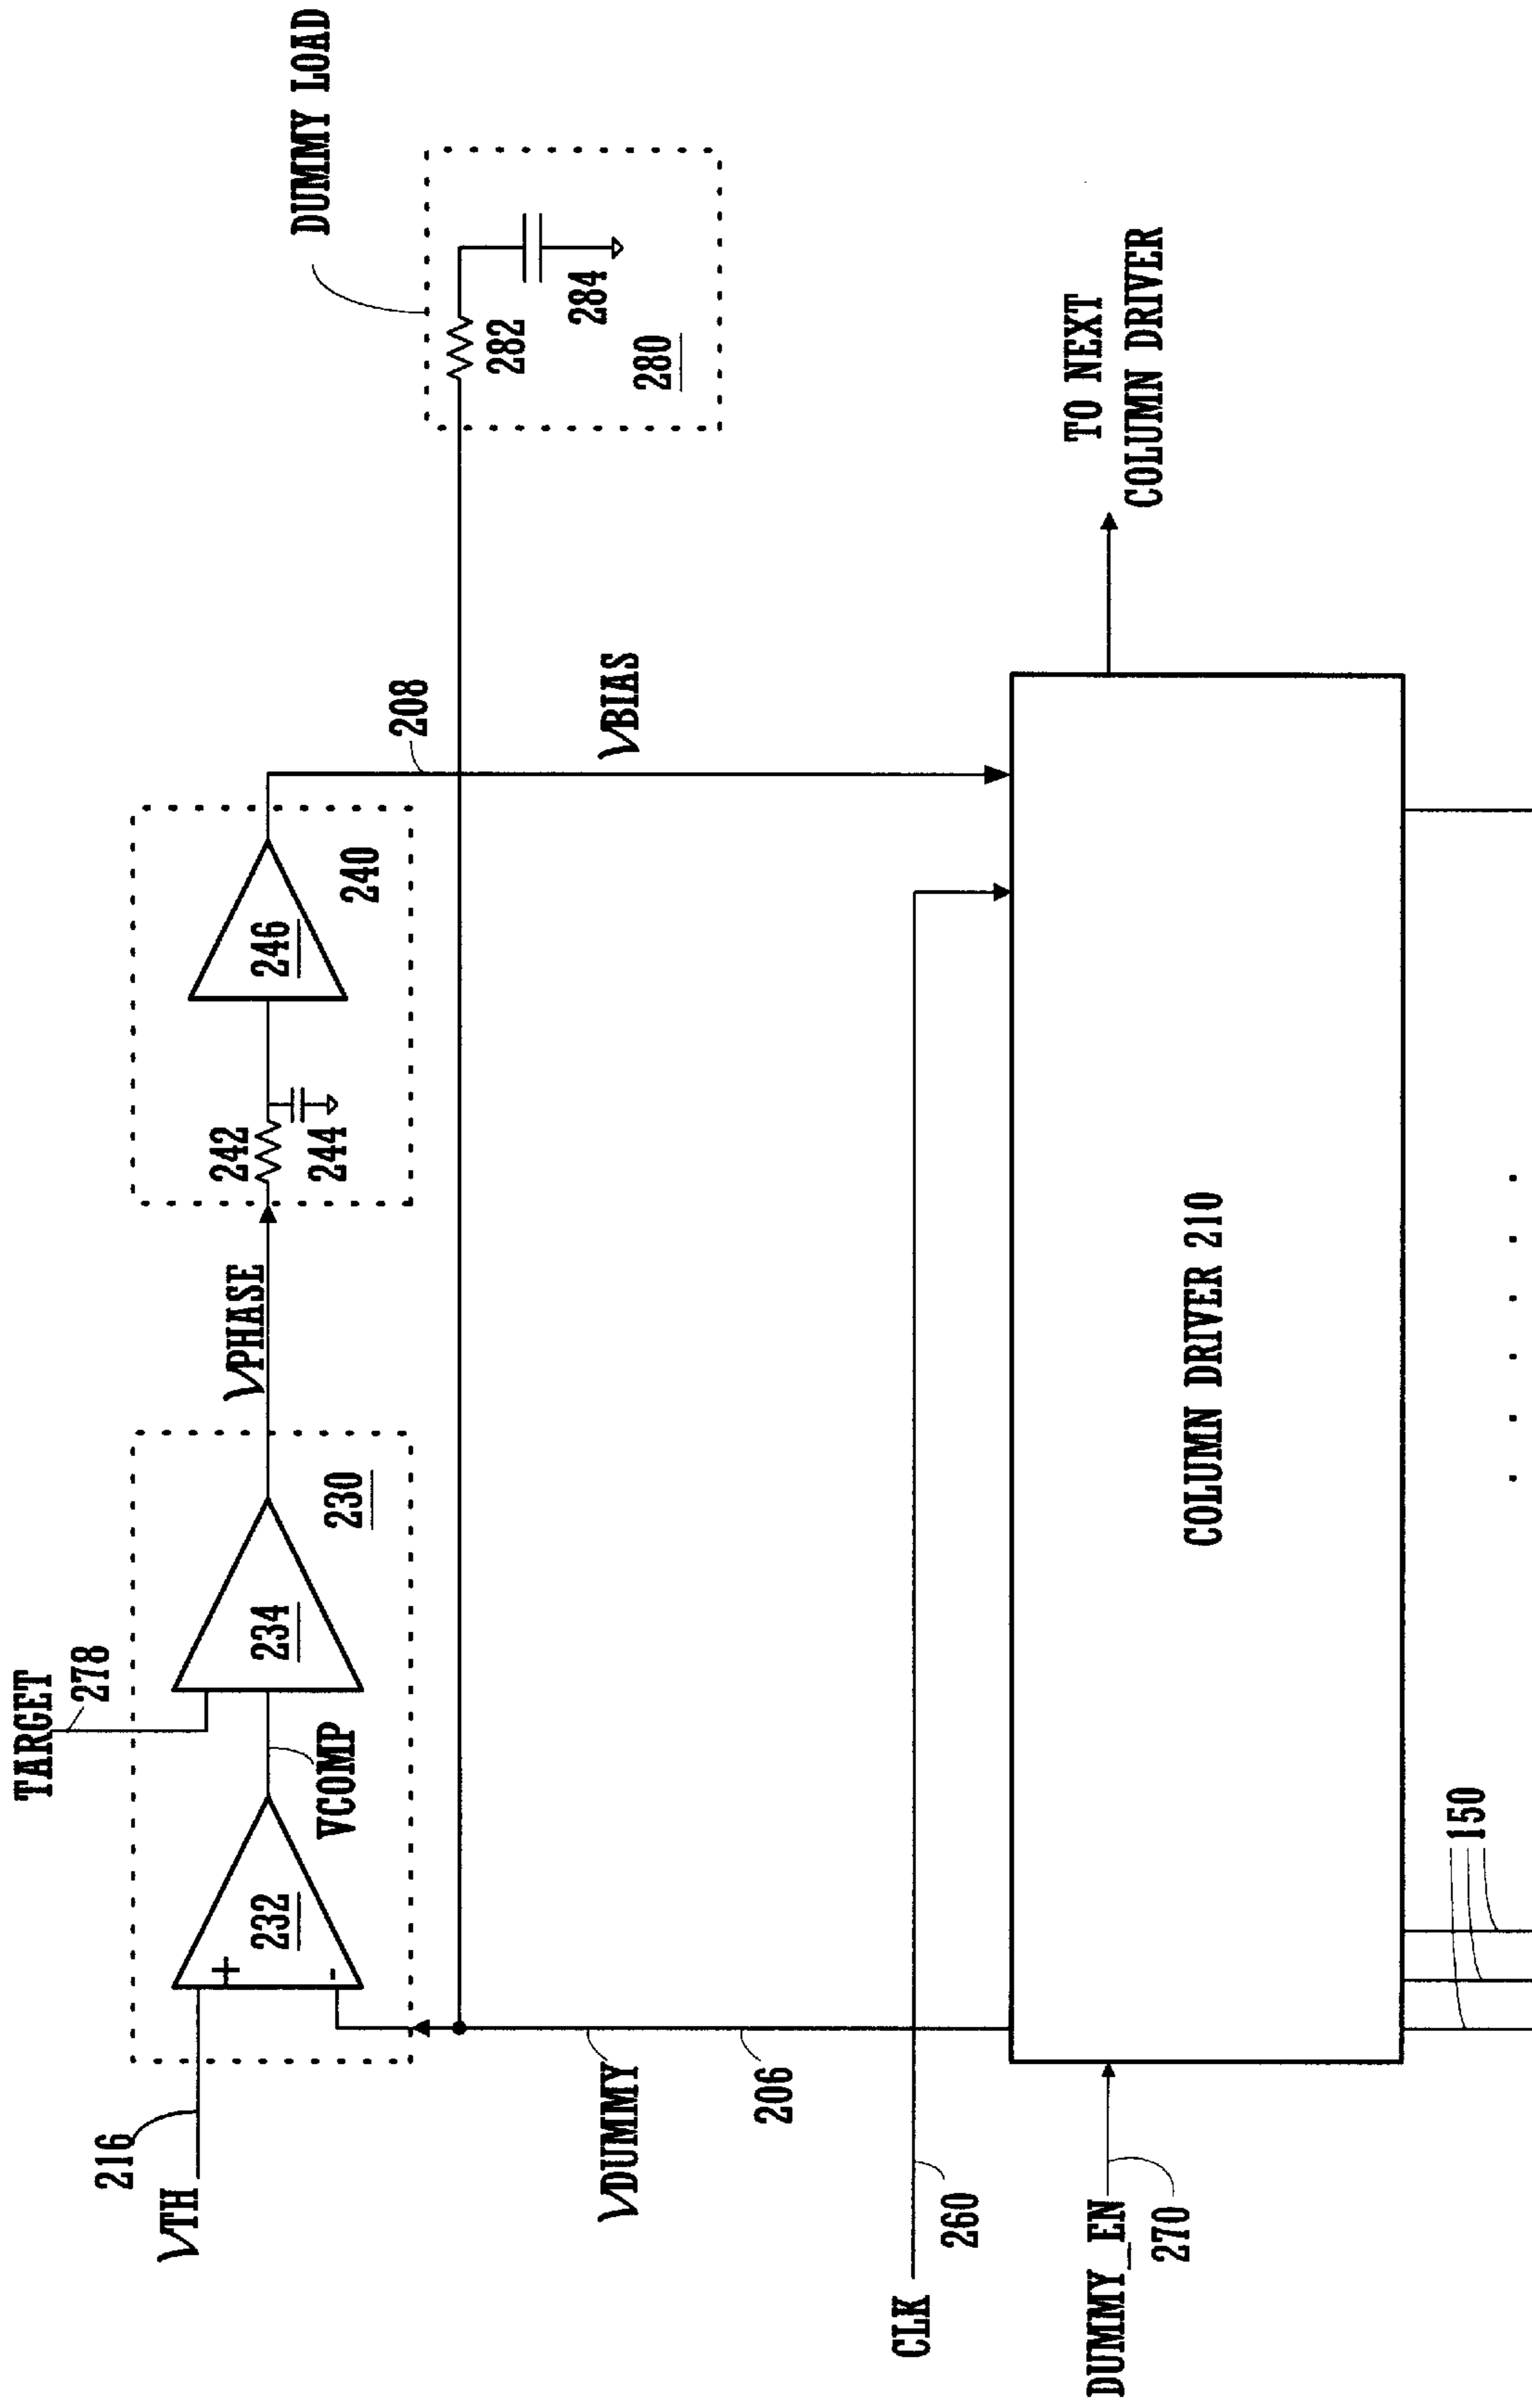 TARGET
278
DUMMY LOAD
216
VTH
232
VCOMP
234
230
VPHASE
242
244
246
240
208
282
284
280
VDUMMY
206
VBIAS
CLK
260
DUMMY_EN
270
COLUMN DRIVER 210
TO NEXT
COLUMN DRIVER
150